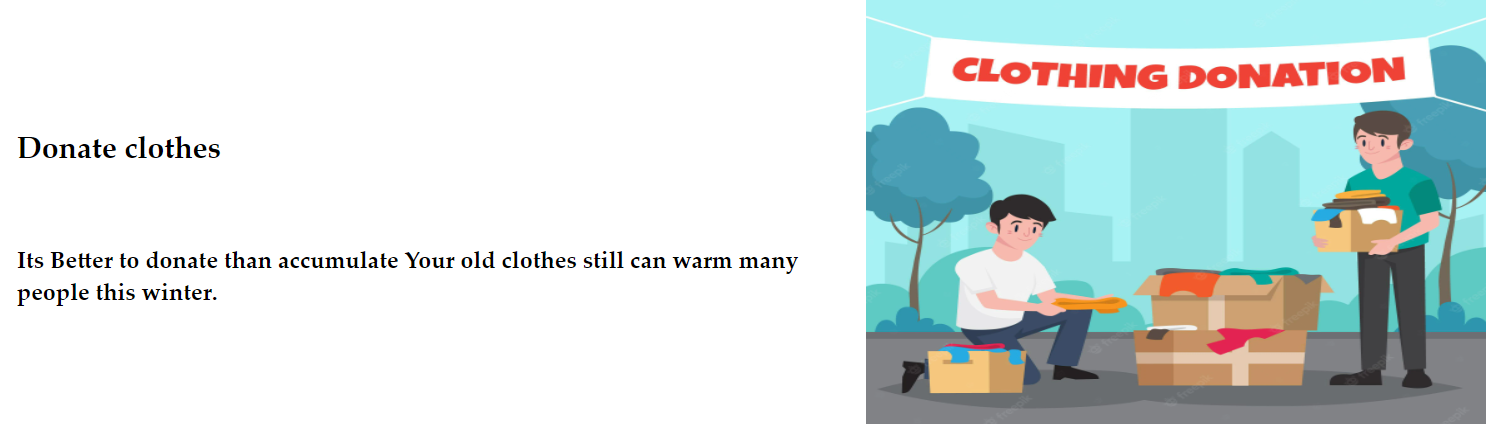 Donate clothes
Its Better to donate than accumulate Your old clothes still can warm many
people this winter.
CLOTHING DONATION